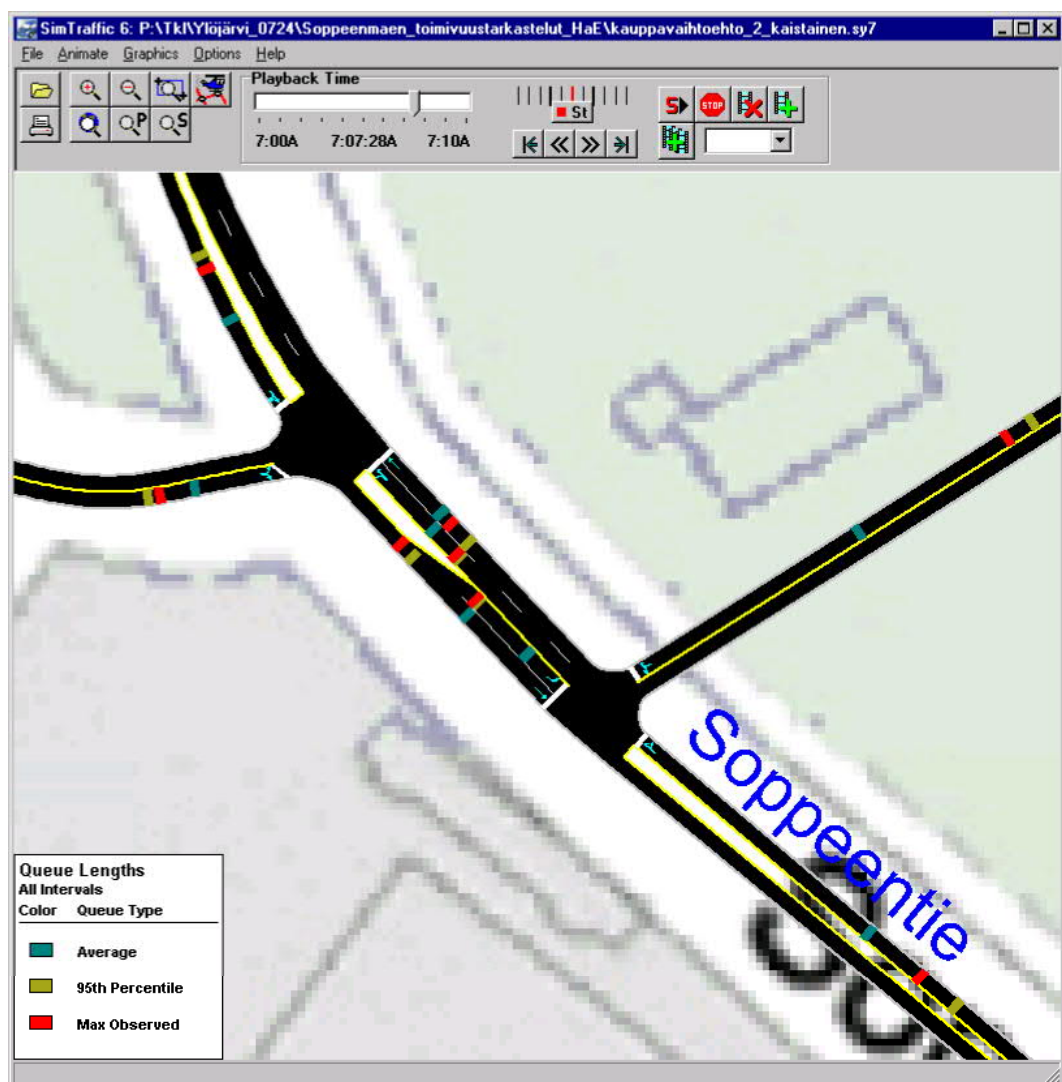 SimTraffic 6: P:\Tkl\Ylöjärvi_0724\Soppeenmaen_toimivuustarkastelut_HaE\kauppavaihtoehto_2_kaistainen.sy7
File Animate Graphics Options Help
Playback Time
7:00A 7:07:28A 7:10A
St
S
STOP
P
S
Soppeentie
Queue Lengths
All Intervals
Color Queue Type
Average
95th Percentile
Max Observed